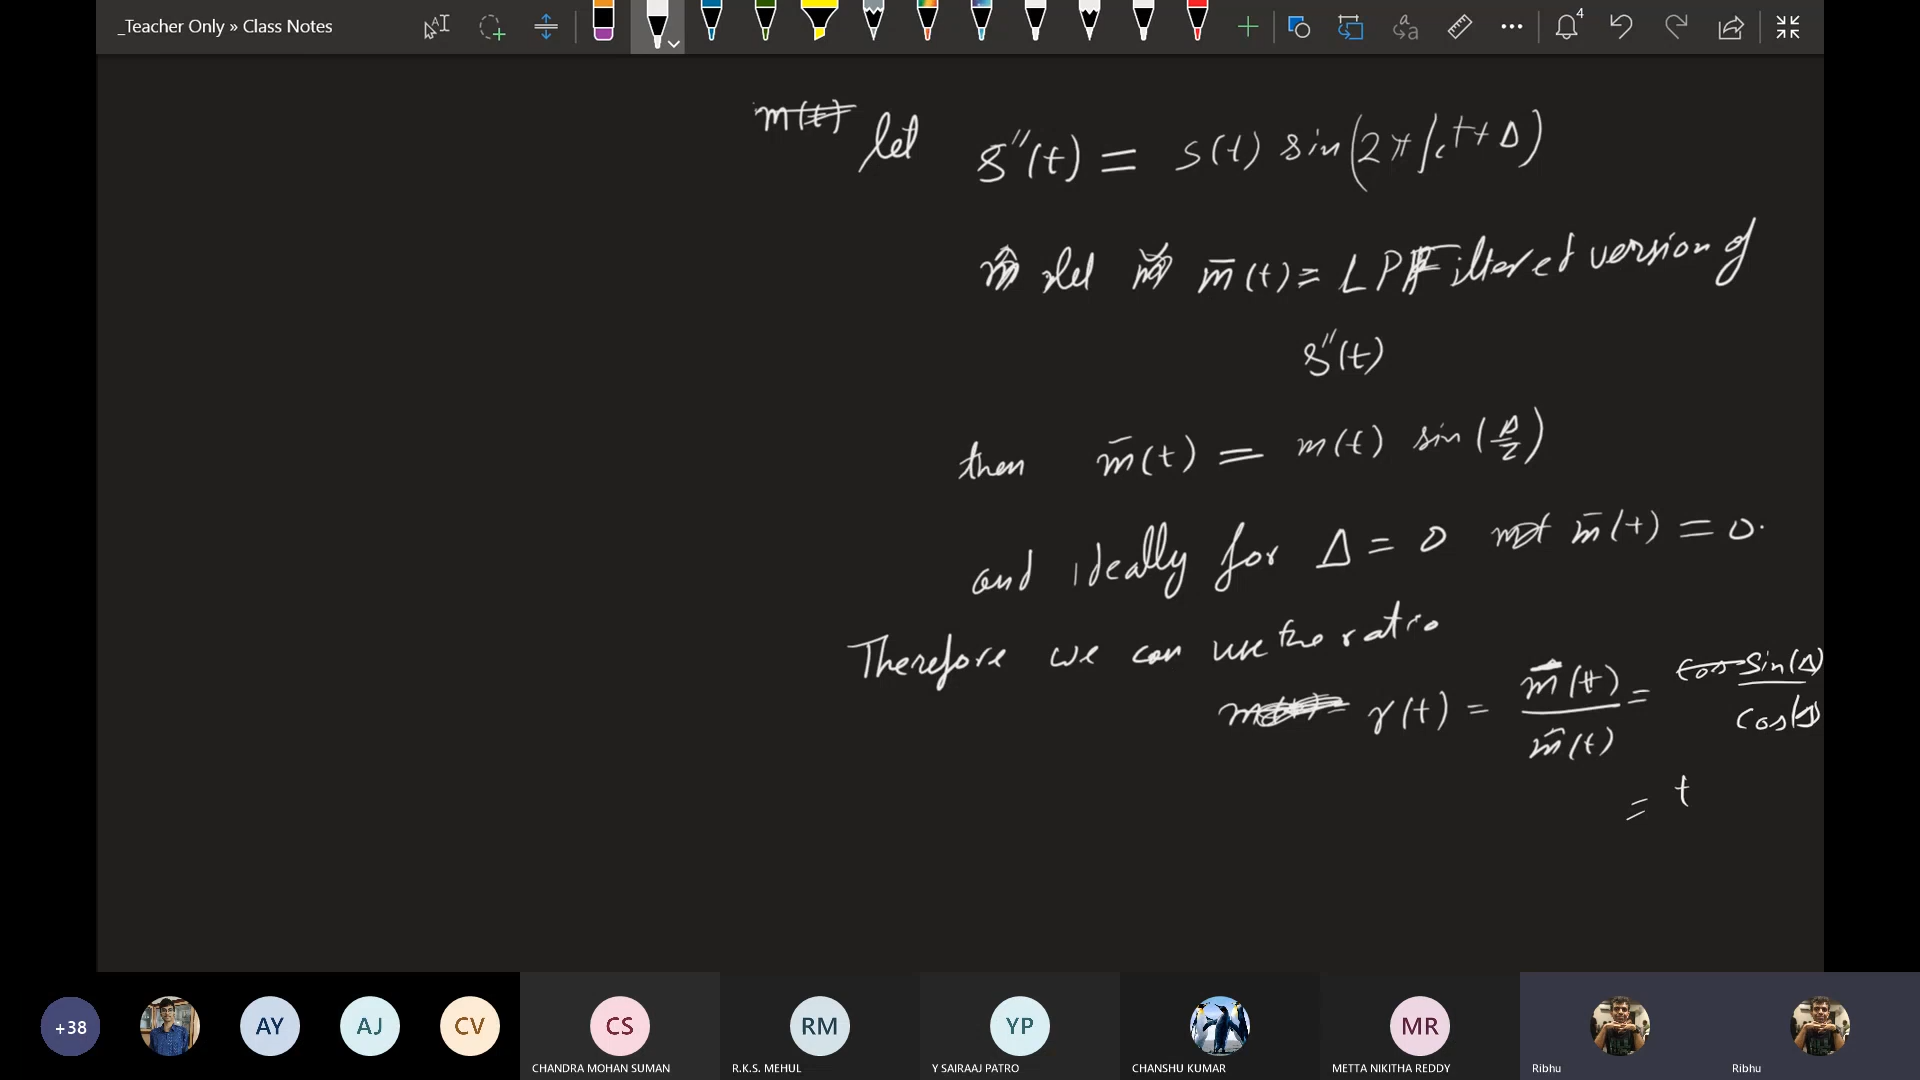 _Teacher Only » Class Notes
4
let s''(t) = s(t) sin(2πfct+Δ)
let m̄(t) = LPFiltered version of
s''(t)
then m̄(t) = m(t) sin(Δ/2)
and ideally for Δ = 0 m̄(t) = 0.
Therefore we can use the ratio
r(t) = m̄(t)/m̂(t) = sin(Δ)/cos(Δ)
= t
+38 AY AJ CV CS RM YP MR
CHANDRA MOHAN SUMAN R.K.S. MEHUL Y SAIRAAJ PATRO CHANSHU KUMAR METTA NIKITHA REDDY Ribhu Ribhu